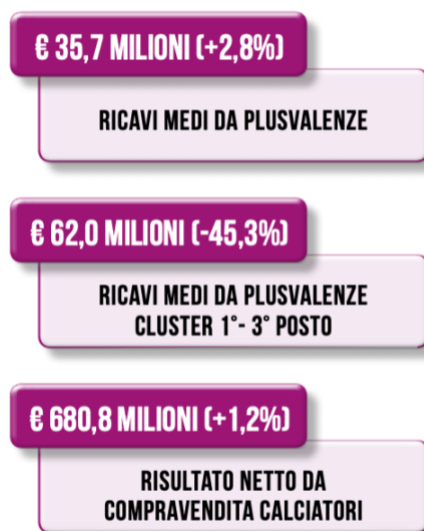 € 35,7 MILIONI (+2,8%)
RICAVI MEDI DA PLUSVALENZE
€ 62,0 MILIONI (-45,3%)
RICAVI MEDI DA PLUSVALENZE
CLUSTER 1°- 3° POSTO
€ 680,8 MILIONI (+1,2%)
RISULTATO NETTO DA
COMPRAVENDITA CALCIATORI